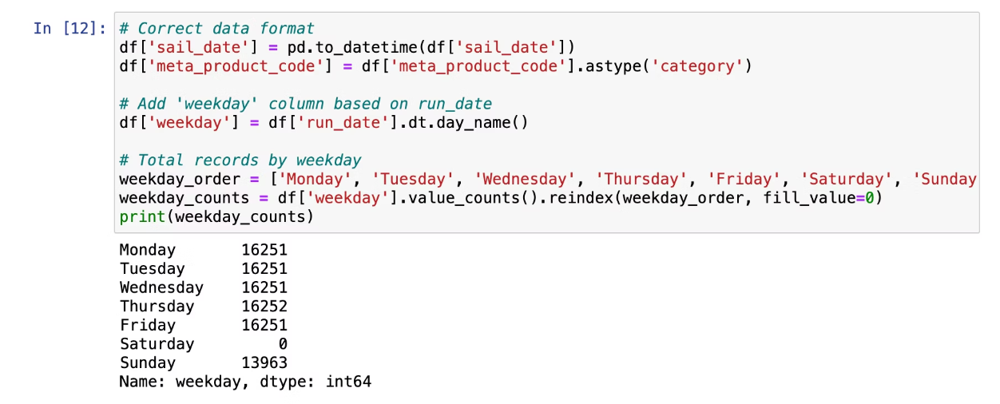 In [12]: # Correct data format
df['sail_date'] = pd.to_datetime(df['sail_date'])
df['meta_product_code'] = df['meta_product_code'].astype('category')
# Add 'weekday' column based on run_date
df['weekday'] = df['run_date'].dt.day_name()
# Total records by weekday
weekday_order = ['Monday', 'Tuesday', 'Wednesday', 'Thursday', 'Friday', 'Saturday', 'Sunday
weekday_counts = df['weekday'].value_counts().reindex(weekday_order, fill_value=0)
print(weekday_counts)
Monday 16251
Tuesday 16251
Wednesday 16251
Thursday 16252
Friday 16251
Saturday 0
Sunday 13963
Name: weekday, dtype: int64